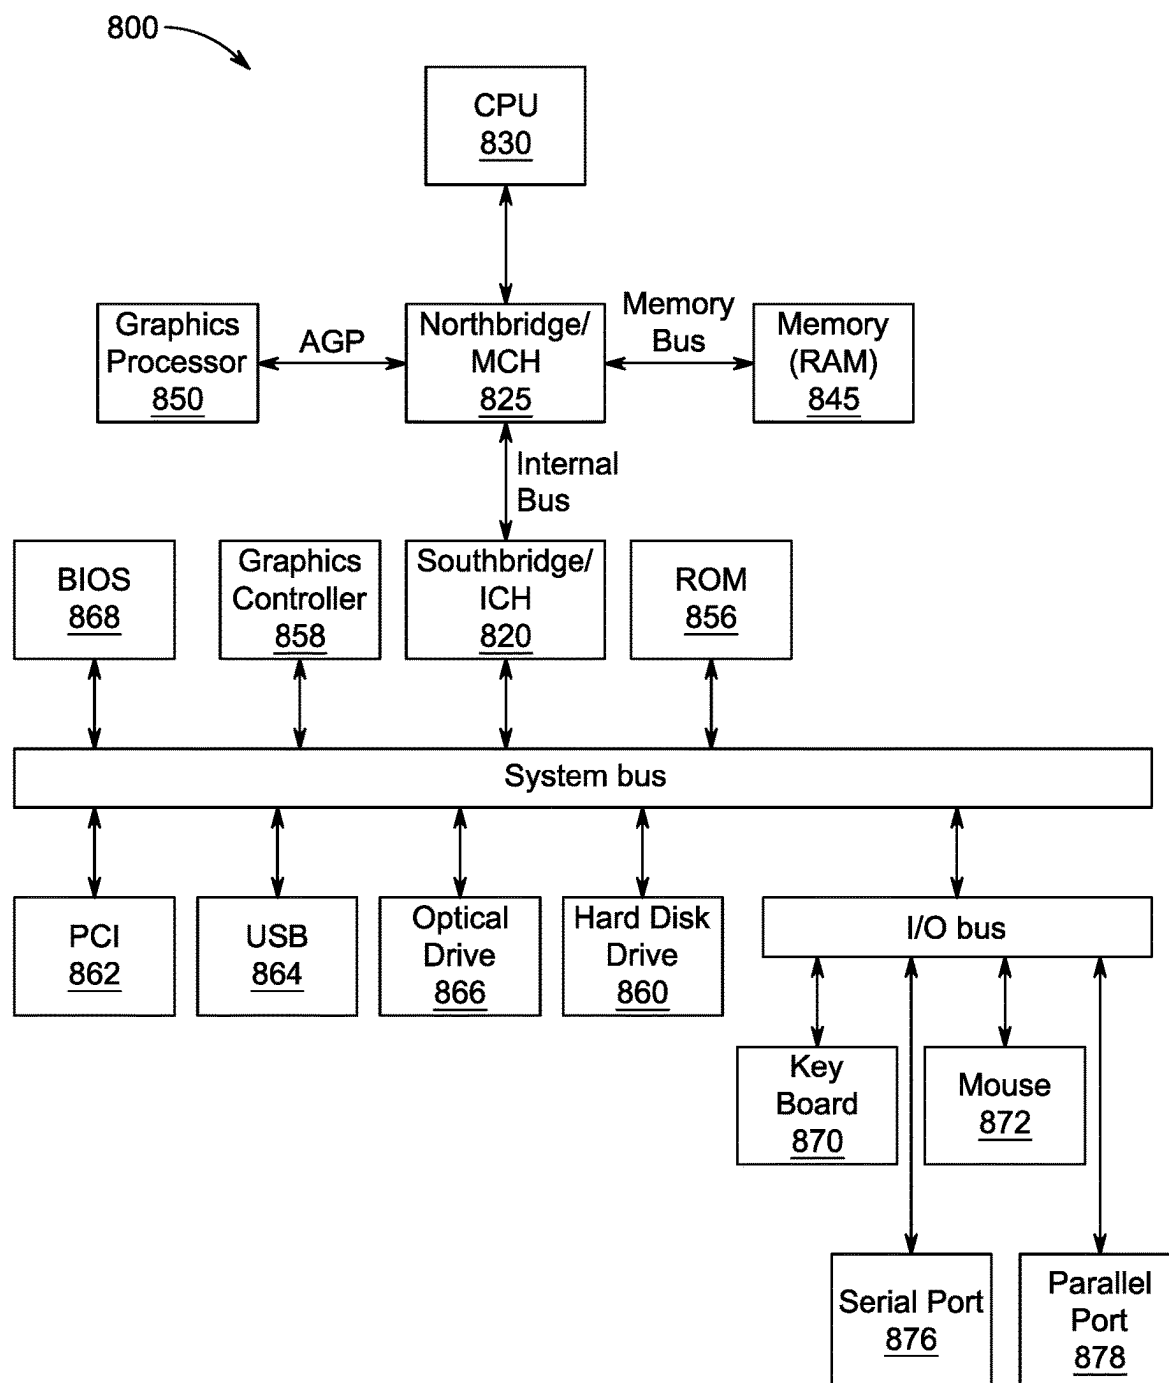 800
CPU
830
Graphics
Processor
850
AGP
Northbridge/
MCH
825
Memory
Bus
Memory
(RAM)
845
Internal
Bus
BIOS
868
Graphics
Controller
858
Southbridge/
ICH
820
ROM
856
System bus
PCI
862
USB
864
Optical
Drive
866
Hard Disk
Drive
860
I/O bus
Key
Board
870
Mouse
872
Serial Port
876
Parallel
Port
878